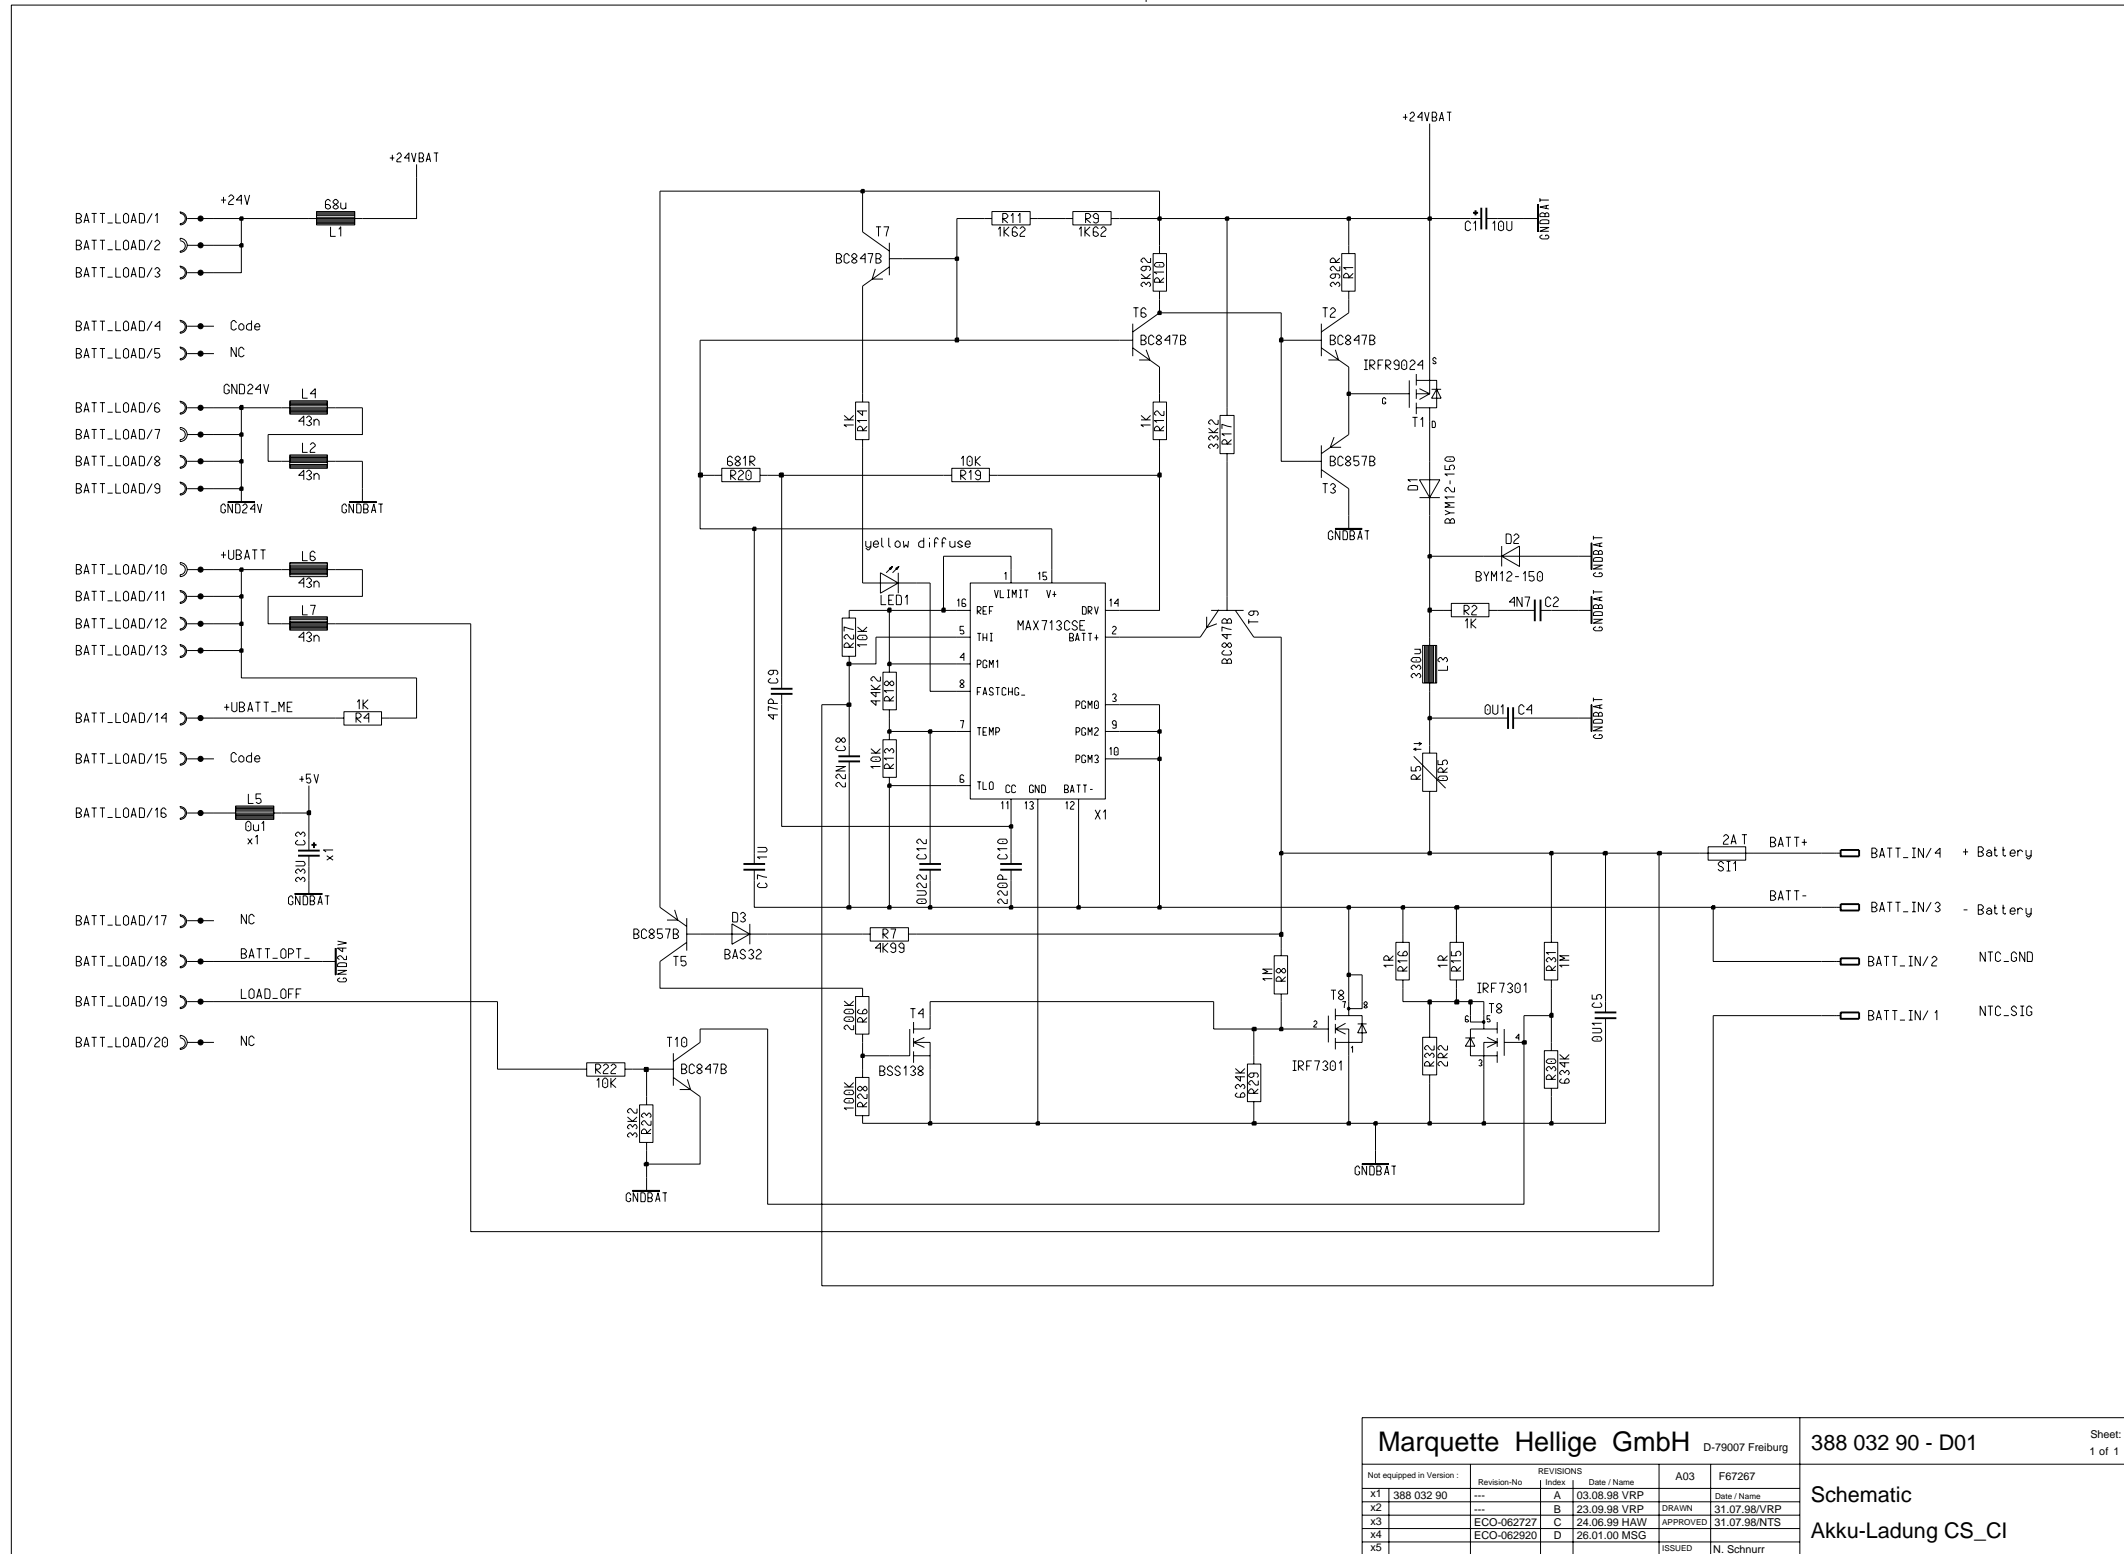 +24VBAT
+24VBAT
BATT_LOAD/1
+24V
68u
L1
BATT_LOAD/2
BATT_LOAD/3
BATT_LOAD/4 Code
BATT_LOAD/5 NC
GND24V
BATT_LOAD/6
L4
43n
BATT_LOAD/7
BATT_LOAD/8
L2
43n
BATT_LOAD/9
GND24V
GNDBAT
+UBATT
BATT_LOAD/10
L6
43n
BATT_LOAD/11
BATT_LOAD/12
L7
43n
BATT_LOAD/13
BATT_LOAD/14
+UBATT_ME
1K
R4
BATT_LOAD/15 Code
+5V
BATT_LOAD/16
L5
0u1
x1
33U C3
+
x1
GNDBAT
BATT_LOAD/17 NC
BATT_LOAD/18 BATT_OPT_
GND24V
BATT_LOAD/19 LOAD_OFF
BATT_LOAD/20 NC
R22
10K
T10
BC847B
33K2
R23
GNDBAT
T7
BC847B
R11
1K62
R9
1K62
3K92
R10
T6
BC847B
1K
R14
1K
R12
33K2
R17
681R
R20
10K
R19
392R
R1
T2
BC847B
IRFR9024
S
G
T1
D
BC857B
T3
GNDBAT
C1
+
10U
GNDBAT
D1
BYM12-150
D2
BYM12-150
GNDBAT
R2
1K
4N7 C2
GNDBAT
330u
L3
0U1 C4
GNDBAT
R5
0R5
yellow diffuse
LED1
1
15
VLIMIT V+
16 REF
DRV 14
MAX713CSE
5 THI
BATT+ 2
4 PGM1
8 FASTCHG_
PGM0 3
7 TEMP
PGM2 9
PGM3 10
6 TLO
CC GND BATT-
11 13 12
X1
BC847B
T9
R27
10K
44K2
R18
47P C9
22N C8
10K
R13
C7 1U
0U22 C12
220P C10
BC857B
T5
D3
BAS32
R7
4K99
200K
R6
T4
BSS138
100K
R28
1M
R8
634K
R29
T8
7
8
2
1
IRF7301
1R
R16
1R
R15
IRF7301
T8
6
5
4
3
R32
2R2
R31
1M
R30
634K
0U1 C5
GNDBAT
2A T
SI1
BATT+
BATT_IN/4 + Battery
BATT-
BATT_IN/3 - Battery
BATT_IN/2 NTC_GND
BATT_IN/1 NTC_SIG
Marquette Hellige GmbH D-79007 Freiburg
388 032 90 - D01
Sheet:
1 of 1
Not equipped in Version :
REVISIONS
Revision-No Index Date / Name
A03 F67267
x1 388 032 90 --- A 03.08.98 VRP Date / Name
x2 --- B 23.09.98 VRP DRAWN 31.07.98/VRP
x3 ECO-062727 C 24.06.99 HAW APPROVED 31.07.98/NTS
x4 ECO-062920 D 26.01.00 MSG
x5 ISSUED N. Schnurr
Schematic
Akku-Ladung CS_CI